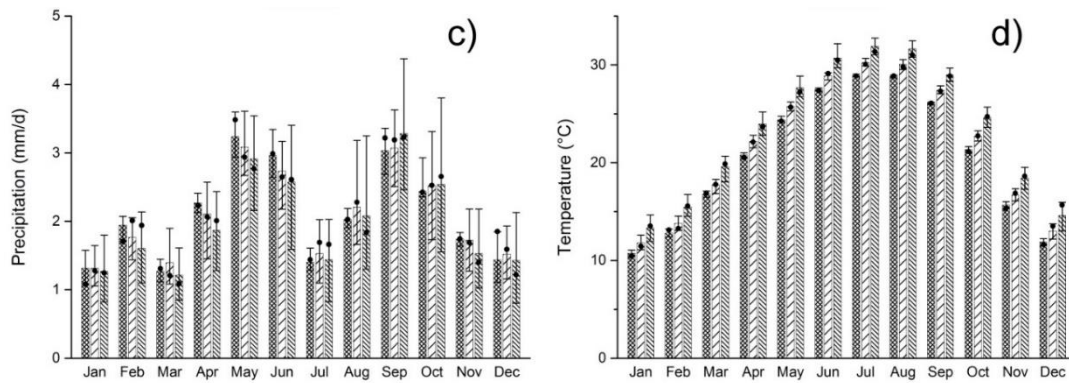 c)
Precipitation (mm/d)
5
4
3
2
1
0
Jan Feb Mar Apr May Jun Jul Aug Sep Oct Nov Dec
d)
Temperature (°C)
30
20
10
0
Jan Feb Mar Apr May Jun Jul Aug Sep Oct Nov Dec